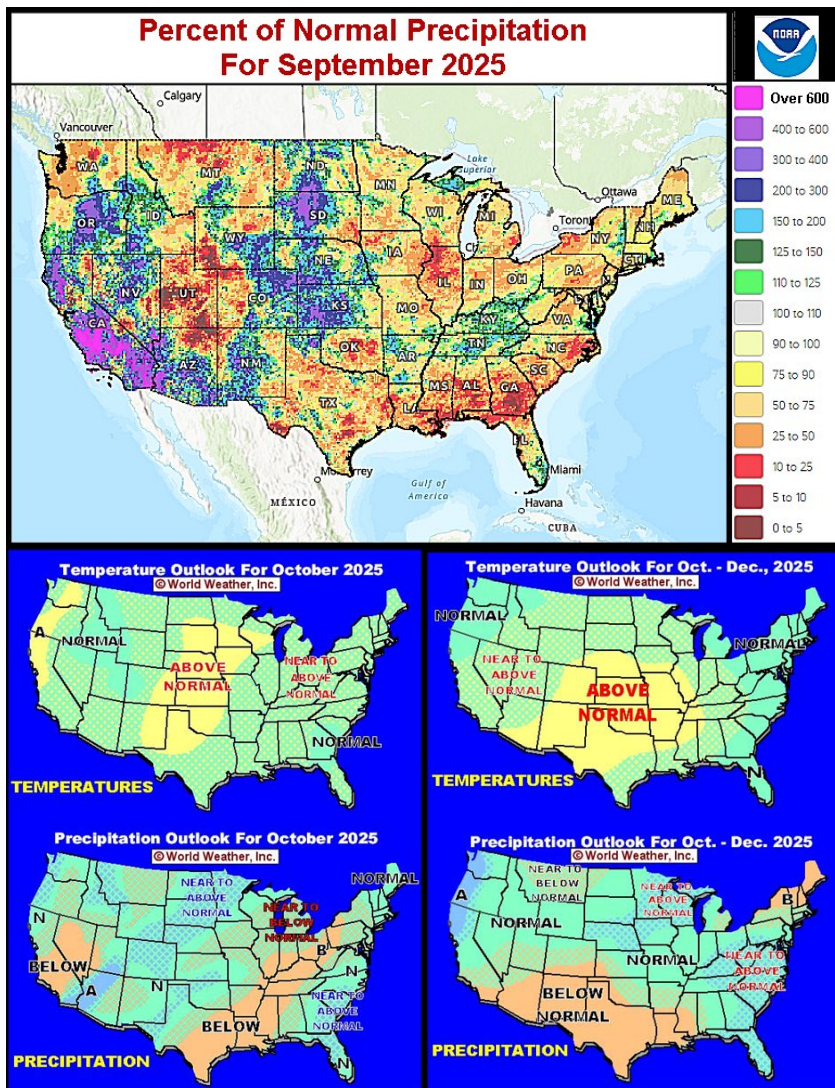 Percent of Normal Precipitation
For September 2025
NOAA
Over 600
400 to 600
300 to 400
200 to 300
150 to 200
125 to 150
110 to 125
100 to 110
90 to 100
75 to 90
50 to 75
25 to 50
10 to 25
5 to 10
0 to 5
Calgary
Vancouver
Lake
Superior
Ottawa
Toron
WA
MT
ND
MN
ME
OR
ID
SD
WI
MI
NH
WY
NY
CT
NE
IA
Ch
PA
NV
UT
CO
IL
IN
OH
CA
KS
MO
KY
VA
AZ
NM
OK
AR
TN
NC
SC
TX
LA
MS
AL
GA
FL
Miami
Gulf of
America
MÉXICO
Havana
CUBA
Temperature Outlook For October 2025
© World Weather, Inc.
A
NORMAL
ABOVE
NORMAL
NEAR TO
ABOVE
NORMAL
NORMAL
TEMPERATURES
Temperature Outlook For Oct. - Dec., 2025
© World Weather, Inc.
NORMAL
NORMAL
NEAR TO
ABOVE
NORMAL
ABOVE
NORMAL
N
TEMPERATURES
Precipitation Outlook For October 2025
© World Weather, Inc.
NORMAL
NEAR TO
ABOVE
NORMAL
NEAR TO
BELOW
NORMAL
N
B
BELOW
A
N
N
NEAR TO
ABOVE
NORMAL
BELOW
N
PRECIPITATION
Precipitation Outlook For Oct. - Dec. 2025
© World Weather, Inc.
A
NEAR TO
BELOW
NORMAL
NEAR TO
ABOVE
NORMAL
B
NORMAL
NORMAL
NEAR TO
ABOVE
NORMAL
BELOW
NORMAL
PRECIPITATION